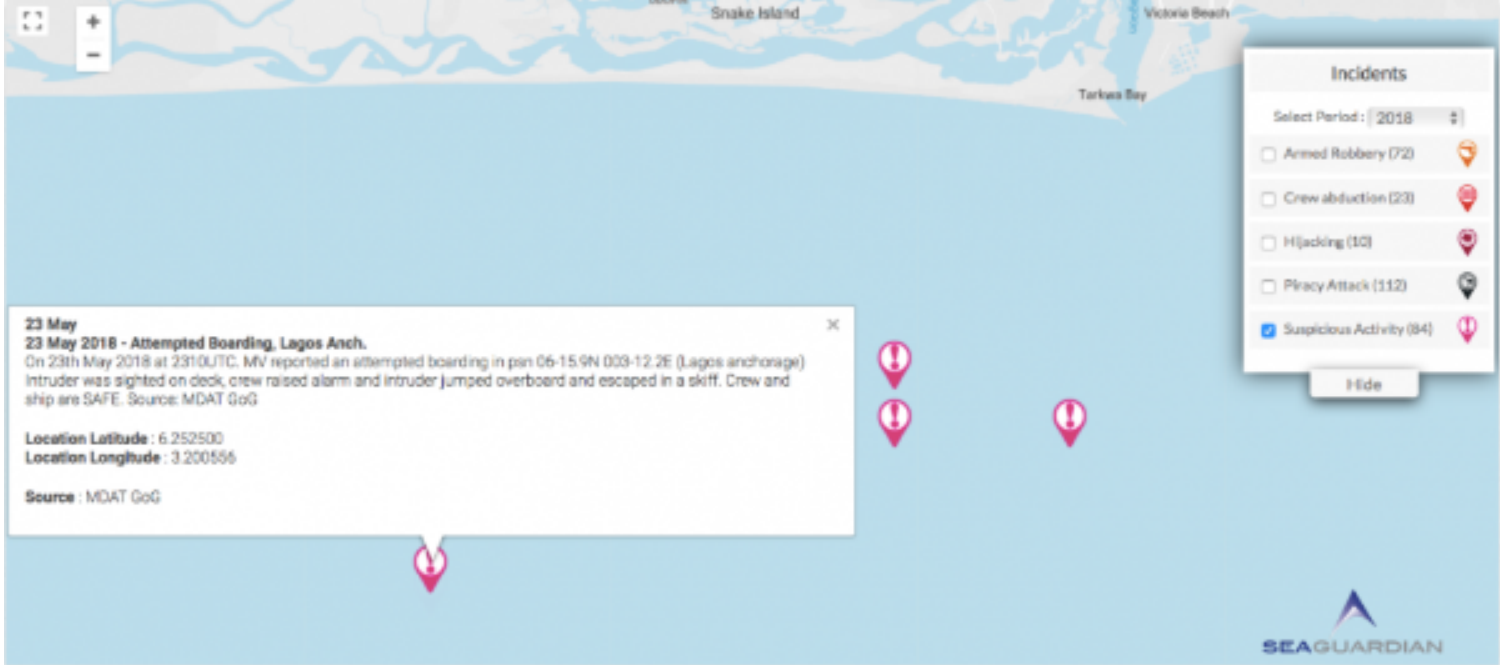 Snake Island
Victoria Beach
Tarkwa Bay
+
−
Incidents
Select Period : 2018
Armed Robbery (72)
Crew abduction (23)
Hijacking (10)
Piracy Attack (112)
Suspicious Activity (84)
Hide
23 May
23 May 2018 - Attempted Boarding, Lagos Anch.
On 23th May 2018 at 2310UTC. MV reported an attempted boarding in psn 06-15.9N 003-12.2E (Lagos anchorage)
Intruder was sighted on deck, crew raised alarm and intruder jumped overboard and escaped in a skiff. Crew and
ship are SAFE. Source: MDAT GoG
Location Latitude : 6.252500
Location Longitude : 3.200556
Source : MDAT GoG
SEAGUARDIAN